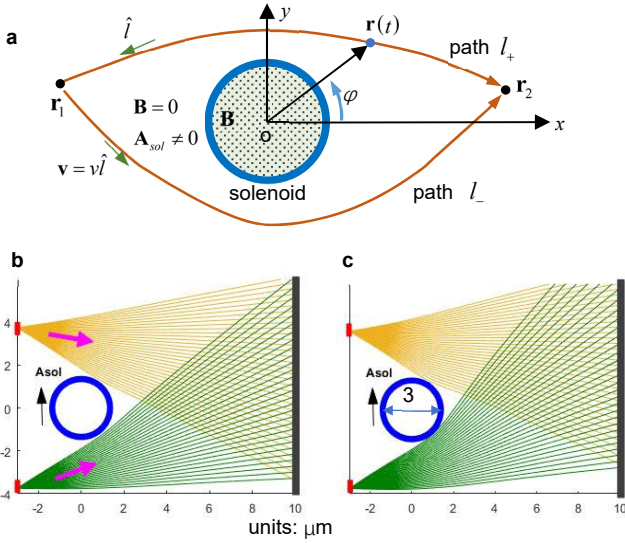 a
y
l̂
r(t)
path l₊
r₁
B = 0
B
φ
r₂
A_sol ≠ 0
o
x
v = vl̂
solenoid
path l₋
b
c
4
2
0
-2
-4
Asol
-2 0 2 4 6 8 10
Asol
3
-2 0 2 4 6 8 10
units: μm